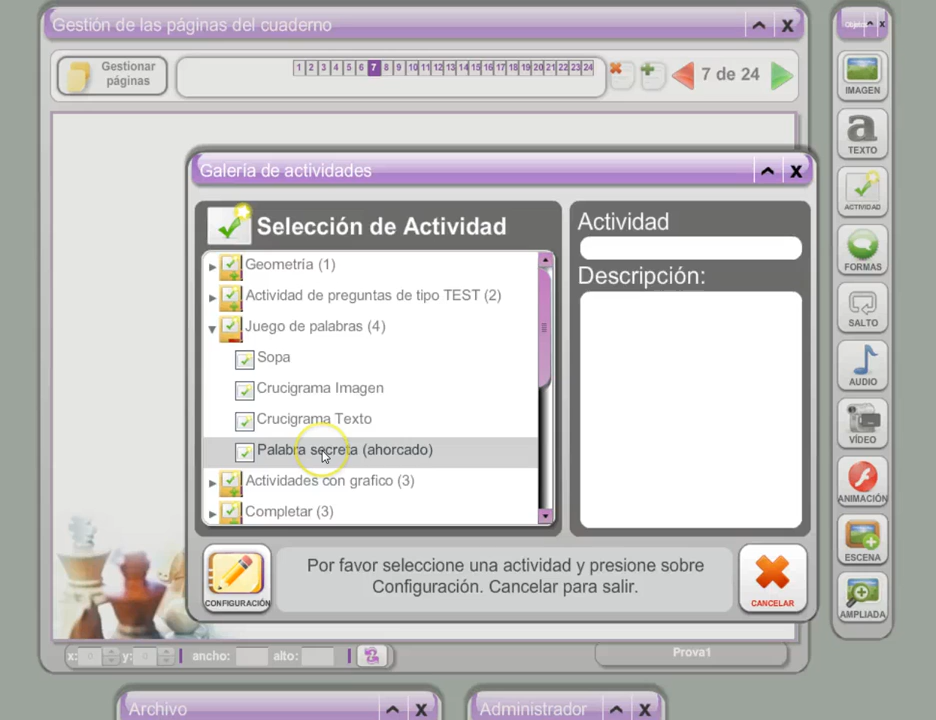 Gestión de las páginas del cuaderno
Gestionar
páginas
1 2 3 4 5 6 7 8 9 10 11 12 13 14 15 16 17 18 19 20 21 22 23 24
7 de 24
Galería de actividades
Selección de Actividad
Geometria (1)
Actividad de preguntas de tipo TEST (2)
Juego de palabras (4)
Sopa
Crucigrama Imagen
Crucigrama Texto
Palabra secreta (ahorcado)
Actividades con grafico (3)
Completar (3)
Actividad
Descripción:
CONFIGURACIÓN
Por favor seleccione una actividad y presione sobre
Configuración. Cancelar para salir.
CANCELAR
x: 0 y: 0 ancho: alto:
Prova1
Archivo
Administrador
IMAGEN
a
TEXTO
ACTIVIDAD
FORMAS
SALTO
AUDIO
VÍDEO
ANIMACIÓN
ESCENA
AMPLIADA